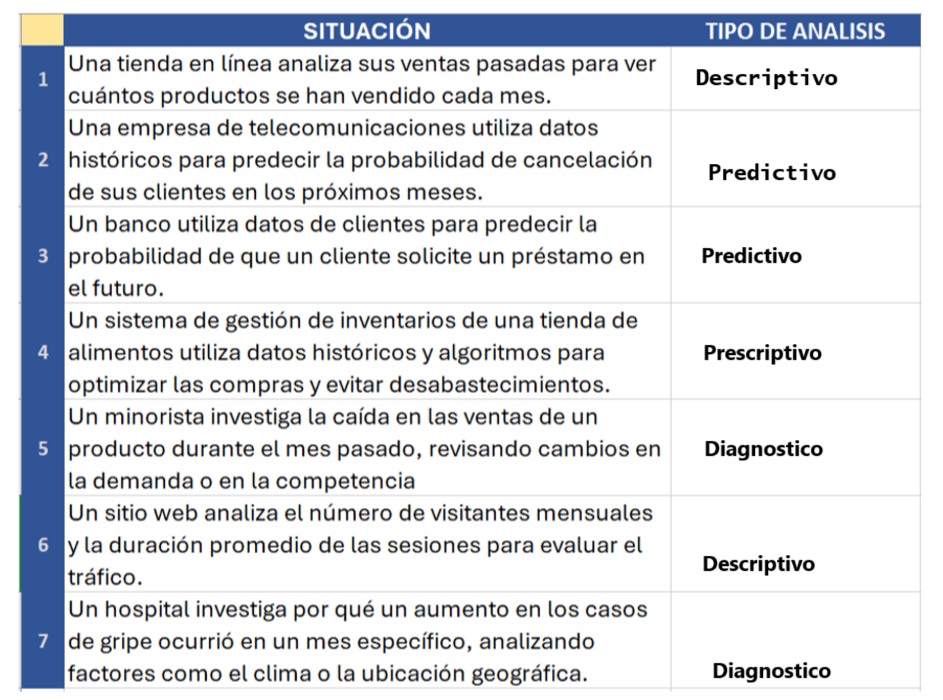 SITUACIÓN TIPO DE ANALISIS
1 Una tienda en línea analiza sus ventas pasadas para ver
cuántos productos se han vendido cada mes.
Descriptivo
2 Una empresa de telecomunicaciones utiliza datos
históricos para predecir la probabilidad de cancelación
de sus clientes en los próximos meses.
Predictivo
3 Un banco utiliza datos de clientes para predecir la
probabilidad de que un cliente solicite un préstamo en
el futuro.
Predictivo
4 Un sistema de gestión de inventarios de una tienda de
alimentos utiliza datos históricos y algoritmos para
optimizar las compras y evitar desabastecimientos.
Prescriptivo
5 Un minorista investiga la caída en las ventas de un
producto durante el mes pasado, revisando cambios en
la demanda o en la competencia
Diagnostico
6 Un sitio web analiza el número de visitantes mensuales
y la duración promedio de las sesiones para evaluar el
tráfico.
Descriptivo
7 Un hospital investiga por qué un aumento en los casos
de gripe ocurrió en un mes específico, analizando
factores como el clima o la ubicación geográfica.
Diagnostico